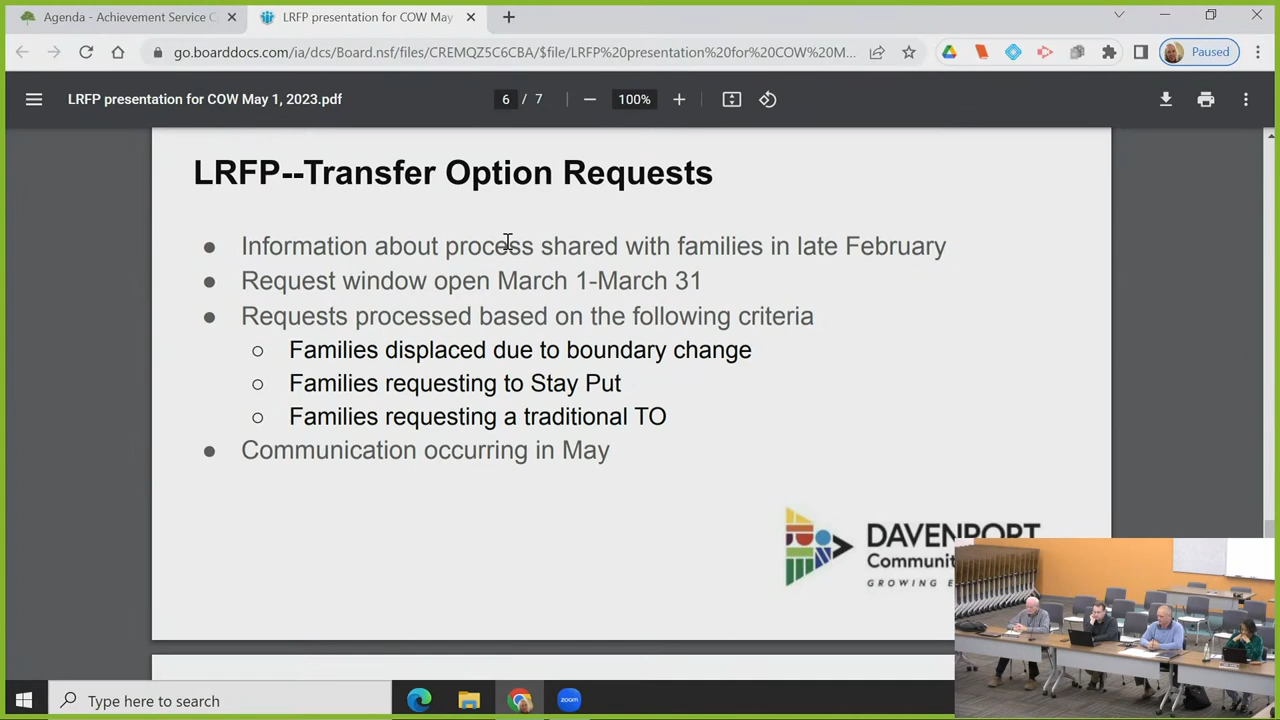 Agenda - Achievement Service C
LRFP presentation for COW May
go.boarddocs.com/ia/dcs/Board.nsf/files/CREMQZ5C6CBA/$file/LRFP%20presentation%20for%20COW%20M...
Paused
LRFP presentation for COW May 1, 2023.pdf
6 / 7
100%
LRFP--Transfer Option Requests
● Information about process shared with families in late February
● Request window open March 1-March 31
● Requests processed based on the following criteria
○ Families displaced due to boundary change
○ Families requesting to Stay Put
○ Families requesting a traditional TO
● Communication occurring in May
DAVENPORT
Communi
GROWING
Type here to search
zoom